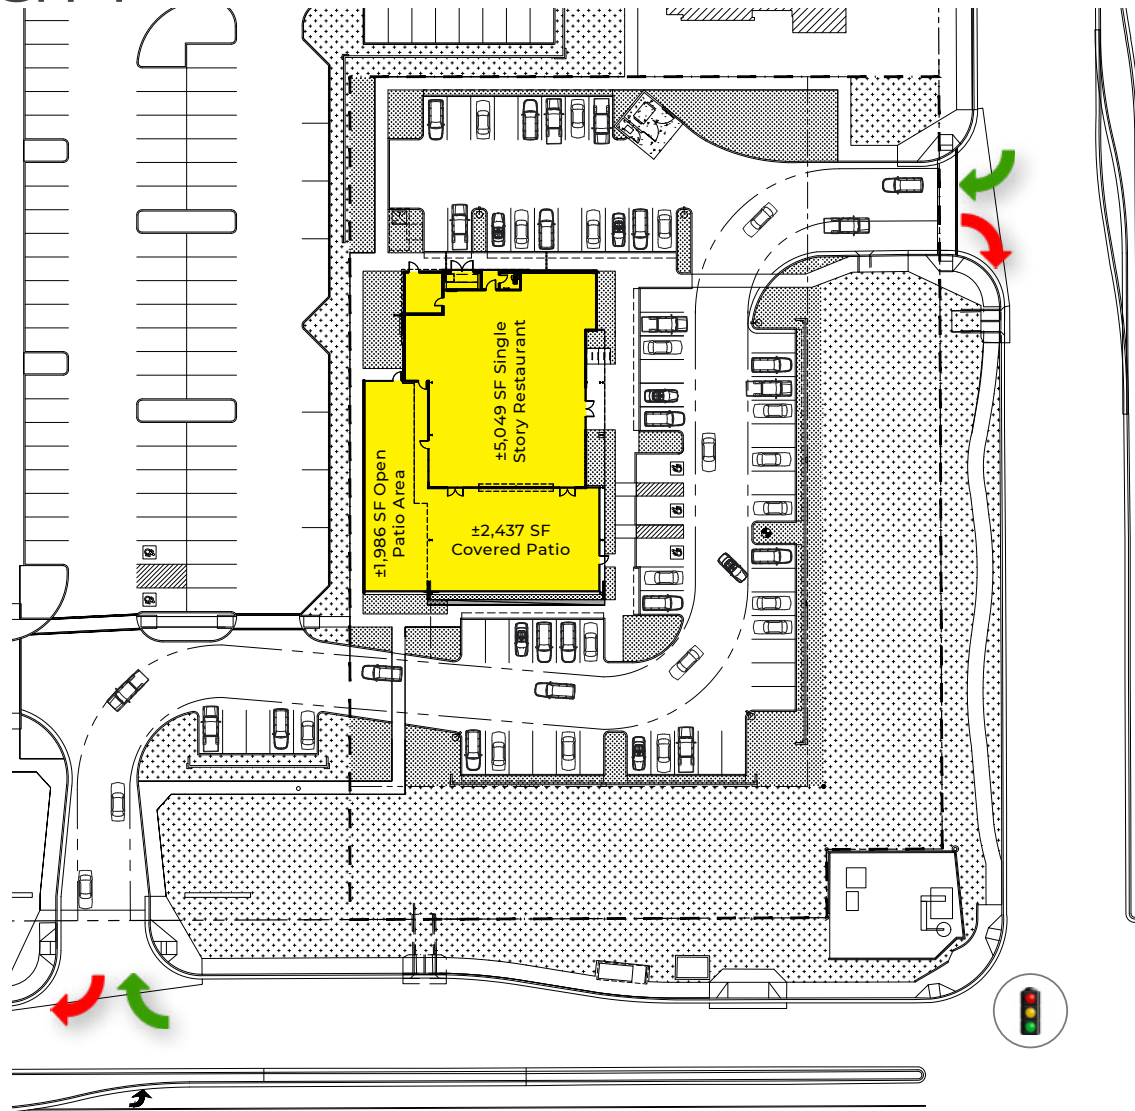 ±5,049 SF Single
Story Restaurant
±1,986 SF Open
Patio Area
±2,437 SF
Covered Patio